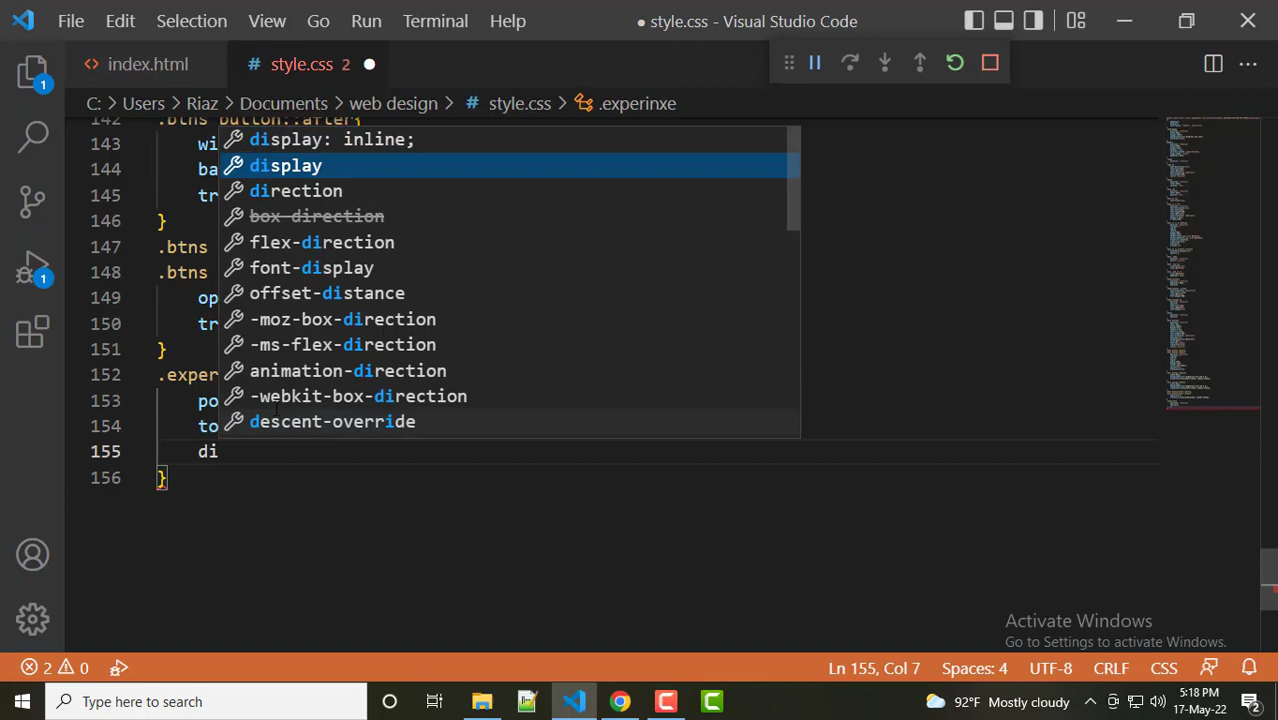 File Edit Selection View Go Run Terminal Help
● style.css - Visual Studio Code
<> index.html
# style.css 2 ●
C: > Users > Riaz > Documents > web design > # style.css > .experinxe
142 .btns button::after{
143 wi
144 ba
145 tr
146 }
147 .btns
148 .btns
149 op
150 tr
151 }
152 .exper
153 po
154 to
155 di
156 }
display: inline;
display
direction
box-direction
flex-direction
font-display
offset-distance
-moz-box-direction
-ms-flex-direction
animation-direction
-webkit-box-direction
descent-override
1
1
Activate Windows
Go to Settings to activate Windows.
2 0
Ln 155, Col 7 Spaces: 4 UTF-8 CRLF CSS
Type here to search
92°F Mostly cloudy
5:18 PM
17-May-22
2